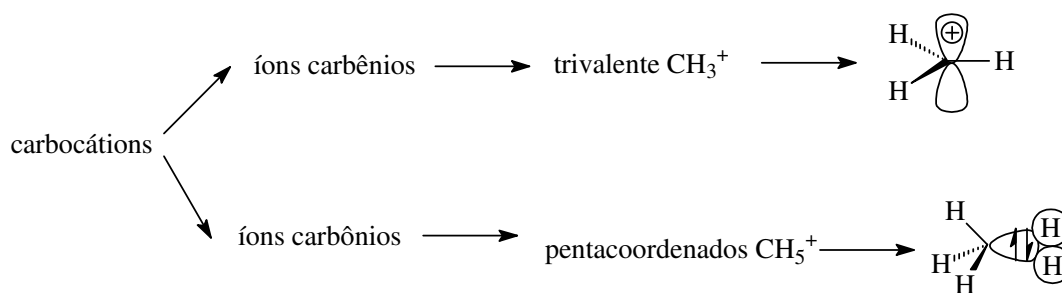 íons carbênios
trivalente CH₃⁺
H
H
H
⊕
carbocátions
íons carbônios
pentacoordenados CH₅⁺
H
H
H
H
H